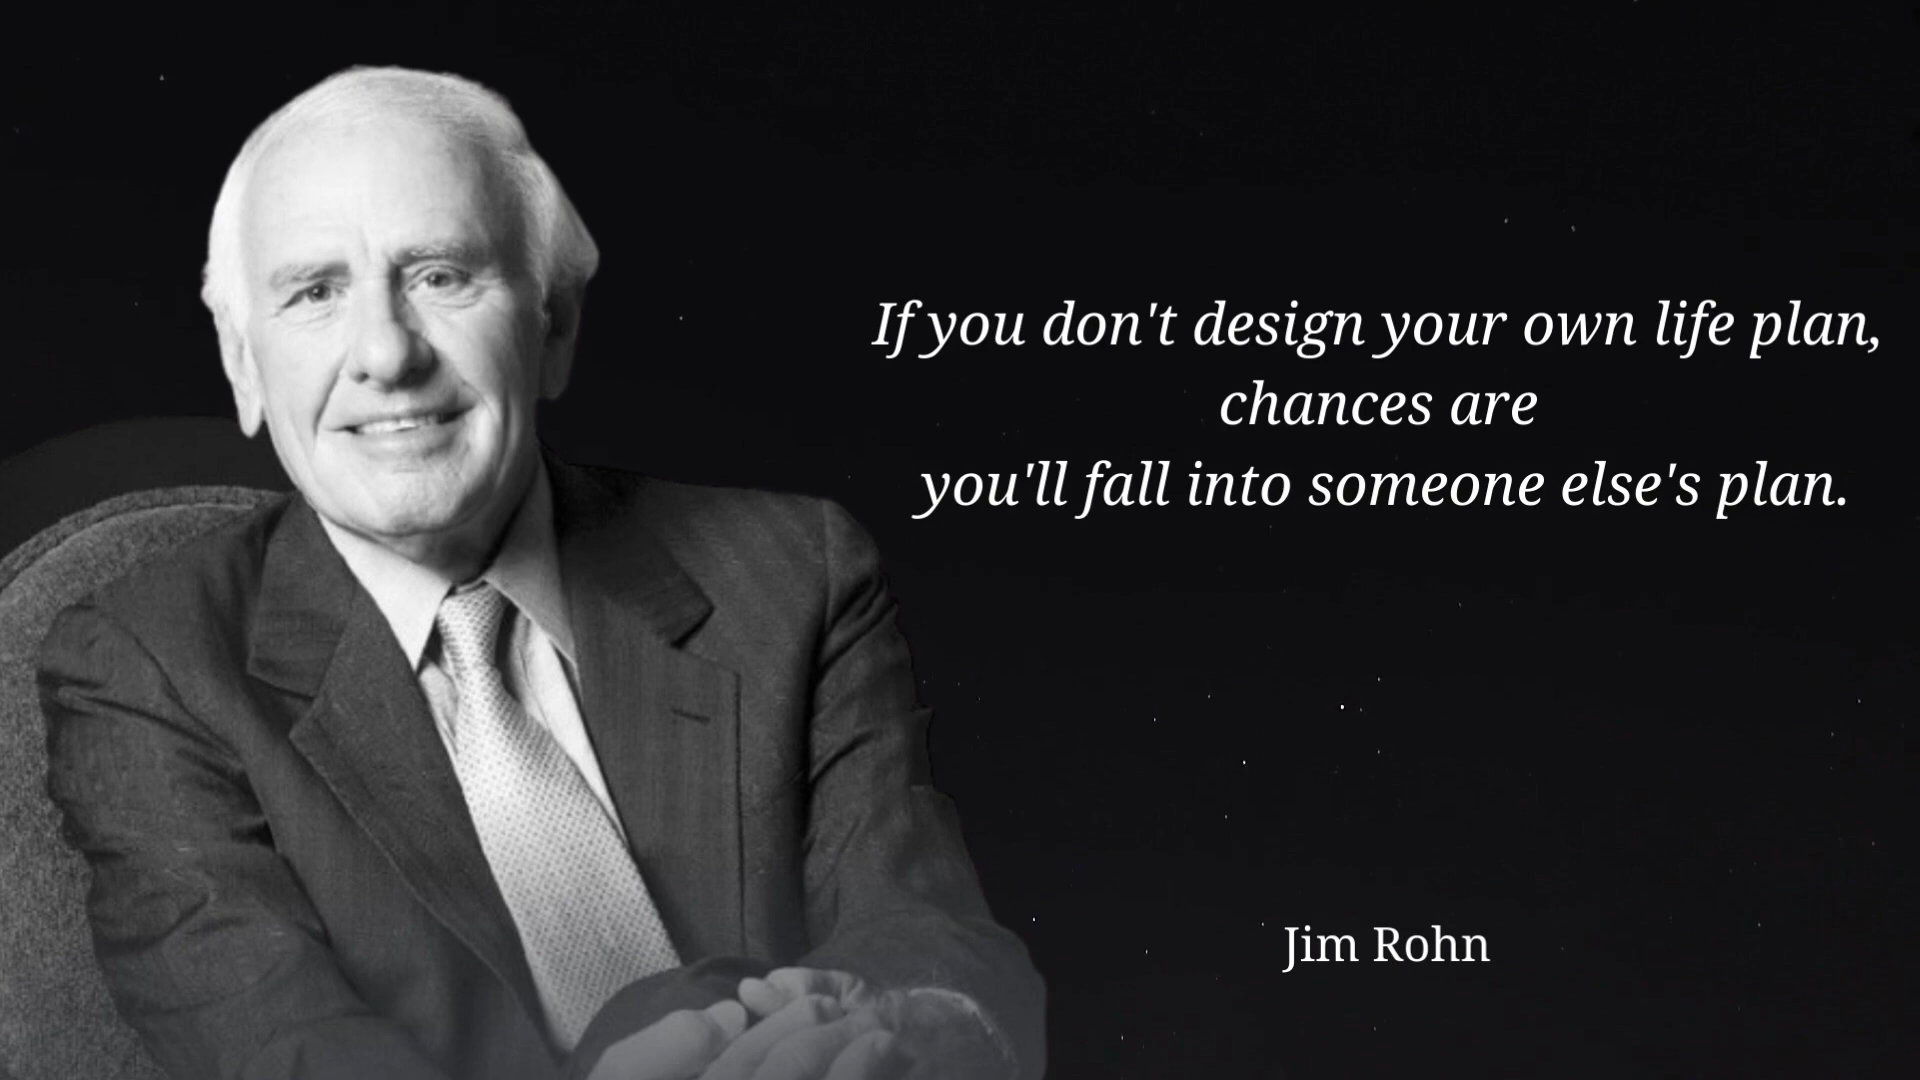 If you don't design your own life plan,
chances are
you'll fall into someone else's plan.
Jim Rohn